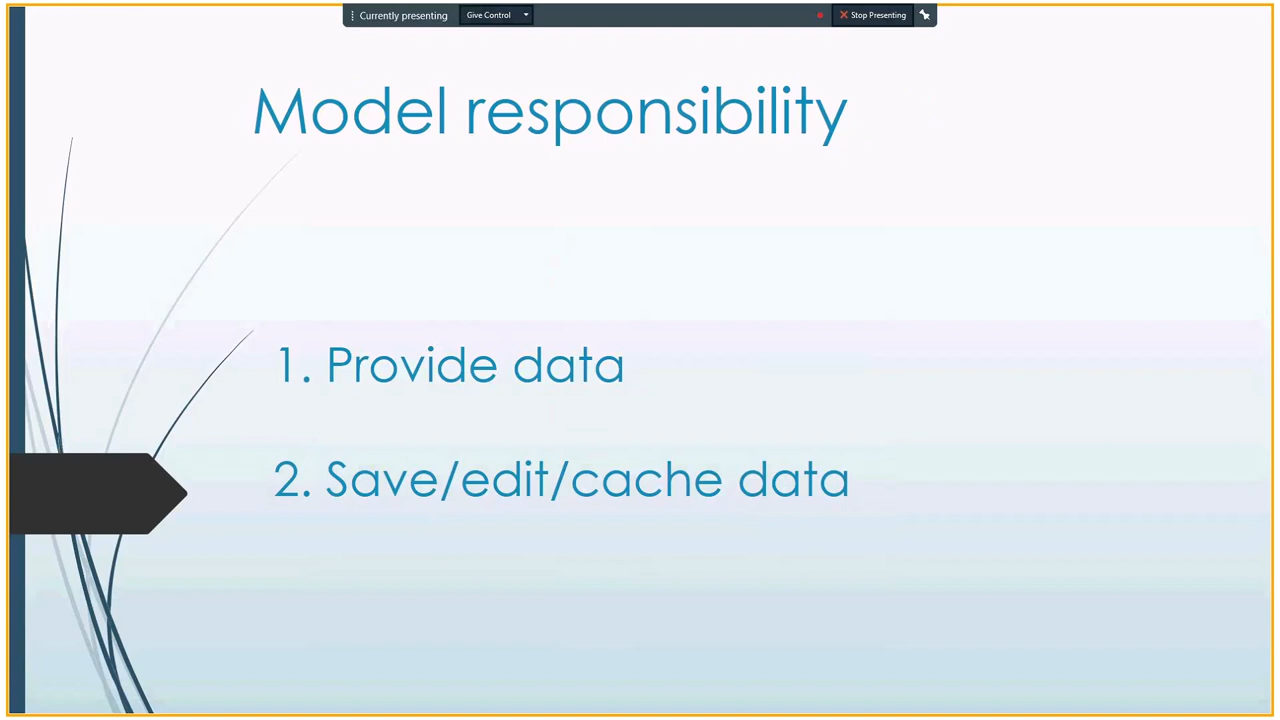 Currently presenting Give Control Stop Presenting
Model responsibility
1. Provide data
2. Save/edit/cache data